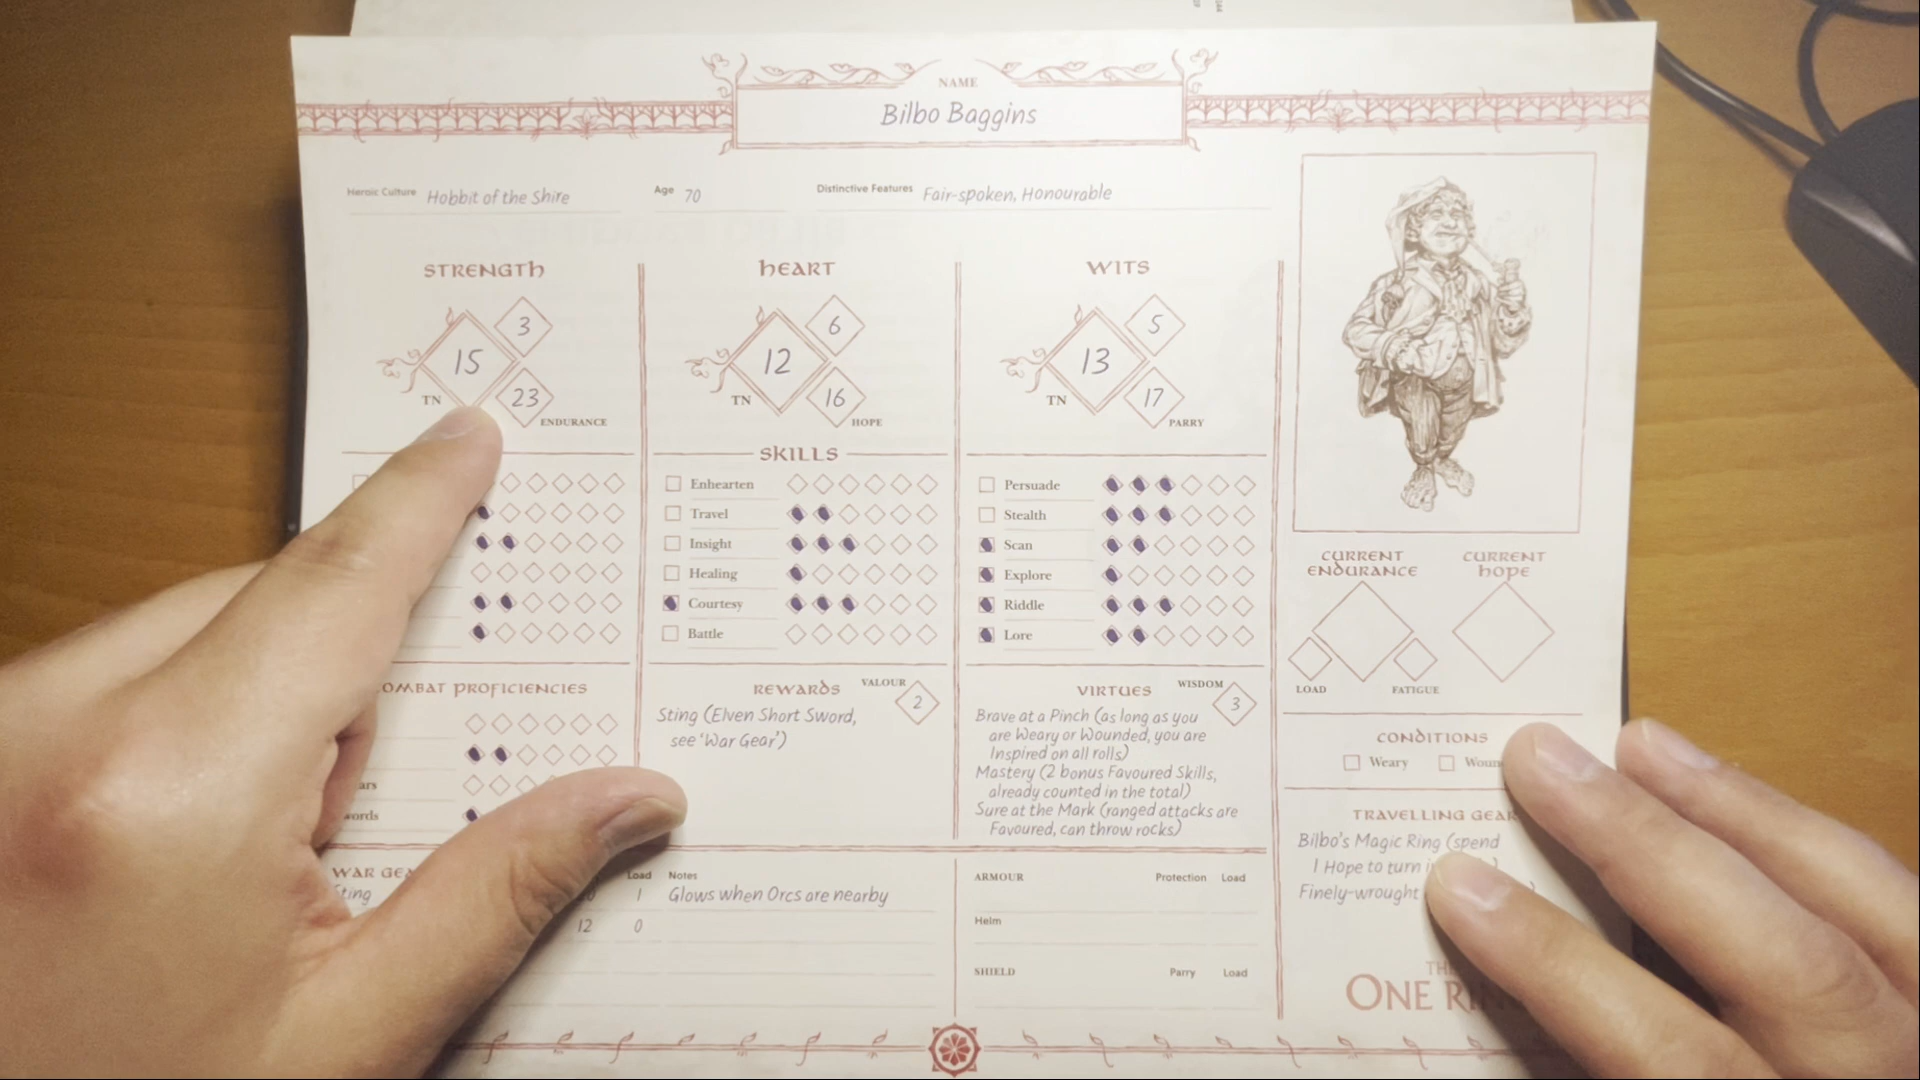 NAME
Bilbo Baggins
Heroic Culture Hobbit of the Shire Age 70 Distinctive Features Fair-spoken, Honourable
STRENGTH
3
15
TN
23
ENDURANCE
HEART
6
12
TN
16
HOPE
WITS
5
13
TN
17
PARRY
SKILLS
Enhearten
Travel
Insight
Healing
Courtesy
Battle
Persuade
Stealth
Scan
Explore
Riddle
Lore
CURRENT ENDURANCE
CURRENT HOPE
LOAD
FATIGUE
PROFICIENCIES
REWARDS VALOUR 2
Sting (Elven Short Sword,
see 'War Gear')
VIRTUES WISDOM 3
Brave at a Pinch (as long as you
are Weary or Wounded, you are
Inspired on all rolls)
Mastery (2 bonus Favoured Skills,
already counted in the total)
Sure at the Mark (ranged attacks are
Favoured, can throw rocks)
CONDITIONS
Weary
TRAVELLING GEAR
Bilbo's Magic Ring (spend
1 Hope to turn
Finely-wrought
WAR
Load Notes
Sting 1 Glows when Orcs are nearby
12 0
ARMOUR Protection Load
Helm
SHIELD Parry Load
ONE